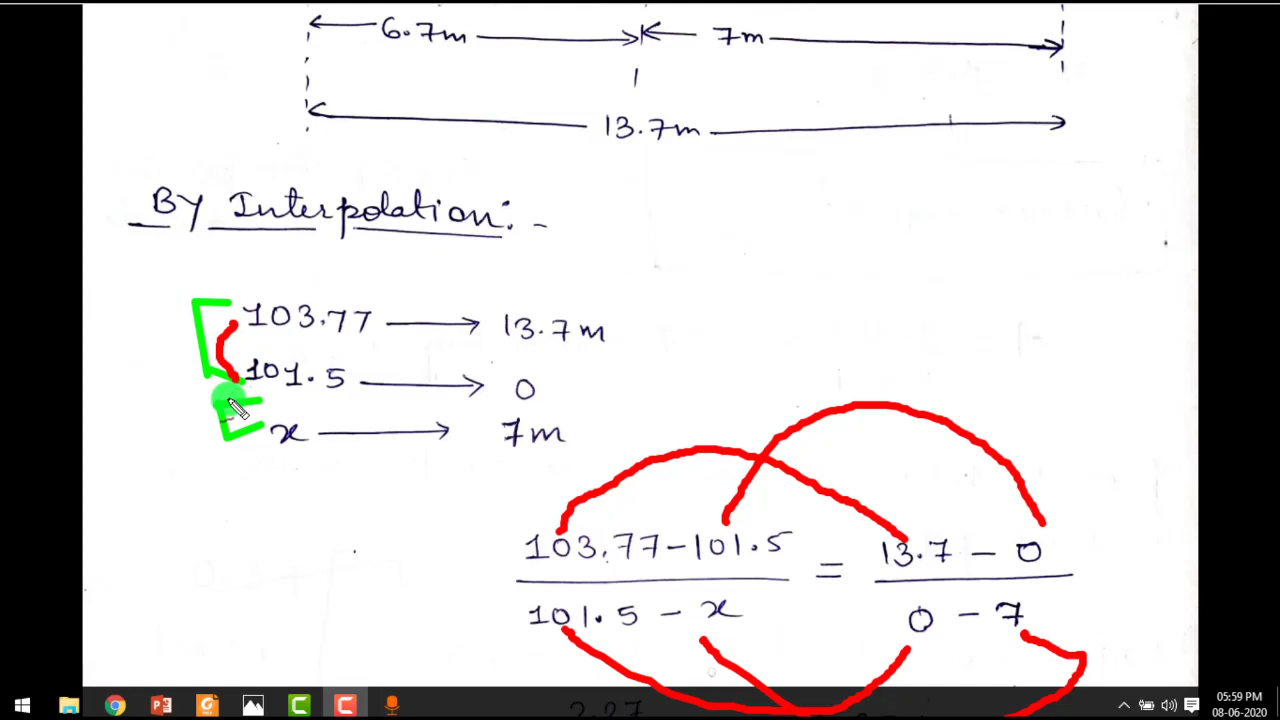 6.7m 7m
13.7m
By Interpolation: -
103.77 → 13.7m
101.5 → 0
x → 7m
103.77-101.5 = 13.7 - 0
101.5 - x 0 - 7
05:59 PM
08-06-2020